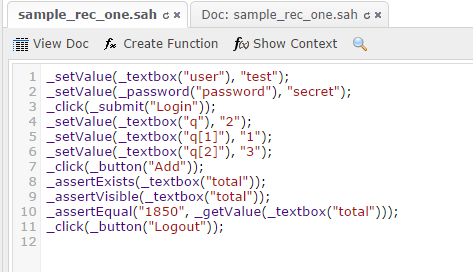 sample_rec_one.sah
Doc: sample_rec_one.sah
View Doc
Create Function
Show Context
1 _setValue(_textbox("user"), "test");
2 _setValue(_password("password"), "secret");
3 _click(_submit("Login"));
4 _setValue(_textbox("q"), "2");
5 _setValue(_textbox("q[1]"), "1");
6 _setValue(_textbox("q[2]"), "3");
7 _click(_button("Add"));
8 _assertExists(_textbox("total"));
9 _assertVisible(_textbox("total"));
10 _assertEqual("1850", _getValue(_textbox("total")));
11 _click(_button("Logout"));
12